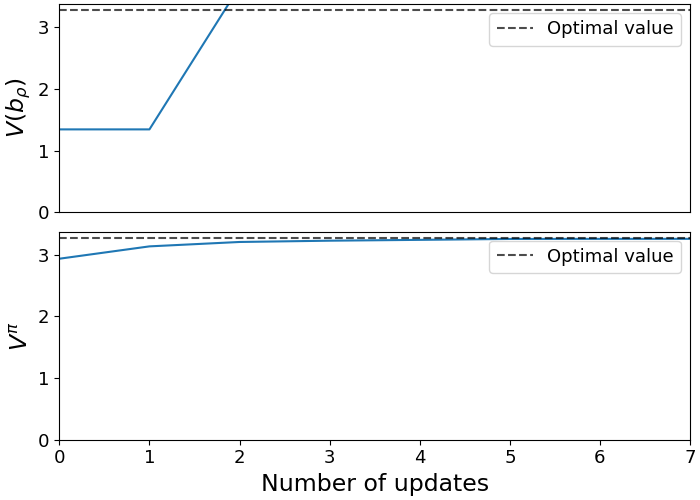 V(b_ρ)
3
2
1
0
Optimal value
V^π
3
2
1
0
Optimal value
0 1 2 3 4 5 6 7
Number of updates